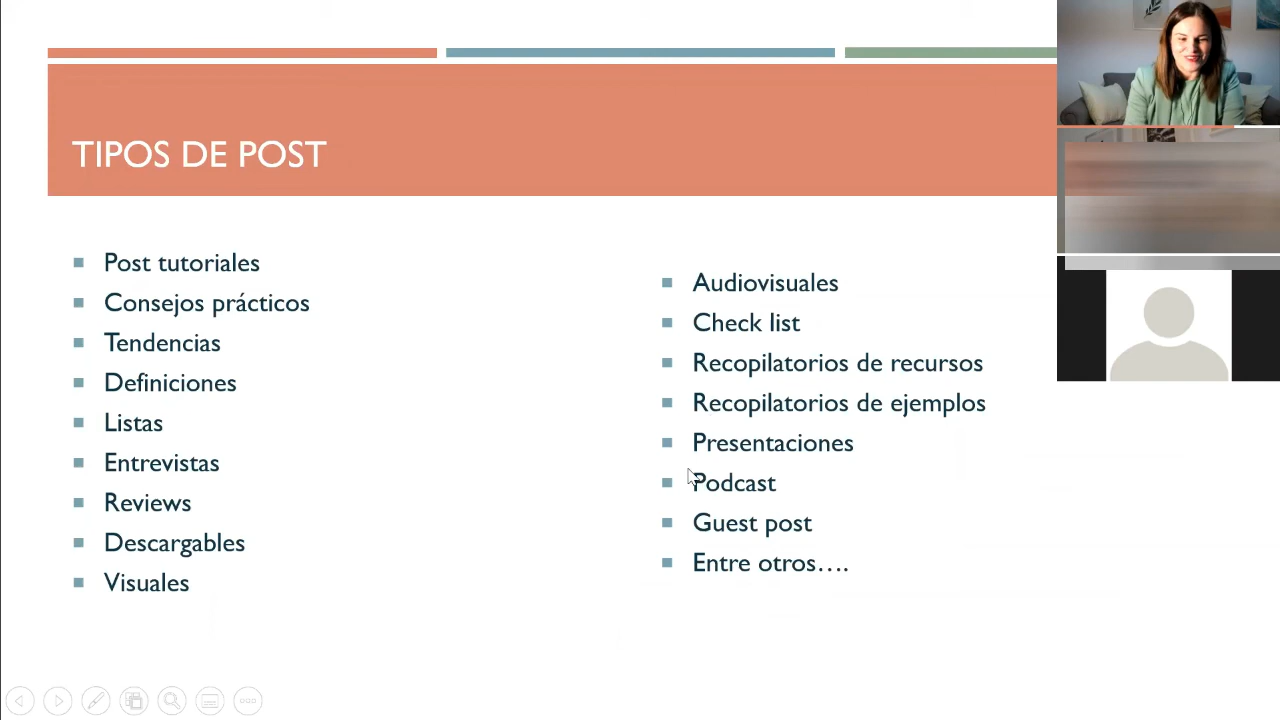 TIPOS DE POST
Post tutoriales
Consejos prácticos
Tendencias
Definiciones
Listas
Entrevistas
Reviews
Descargables
Visuales
Audiovisuales
Check list
Recopilatorios de recursos
Recopilatorios de ejemplos
Presentaciones
Podcast
Guest post
Entre otros....